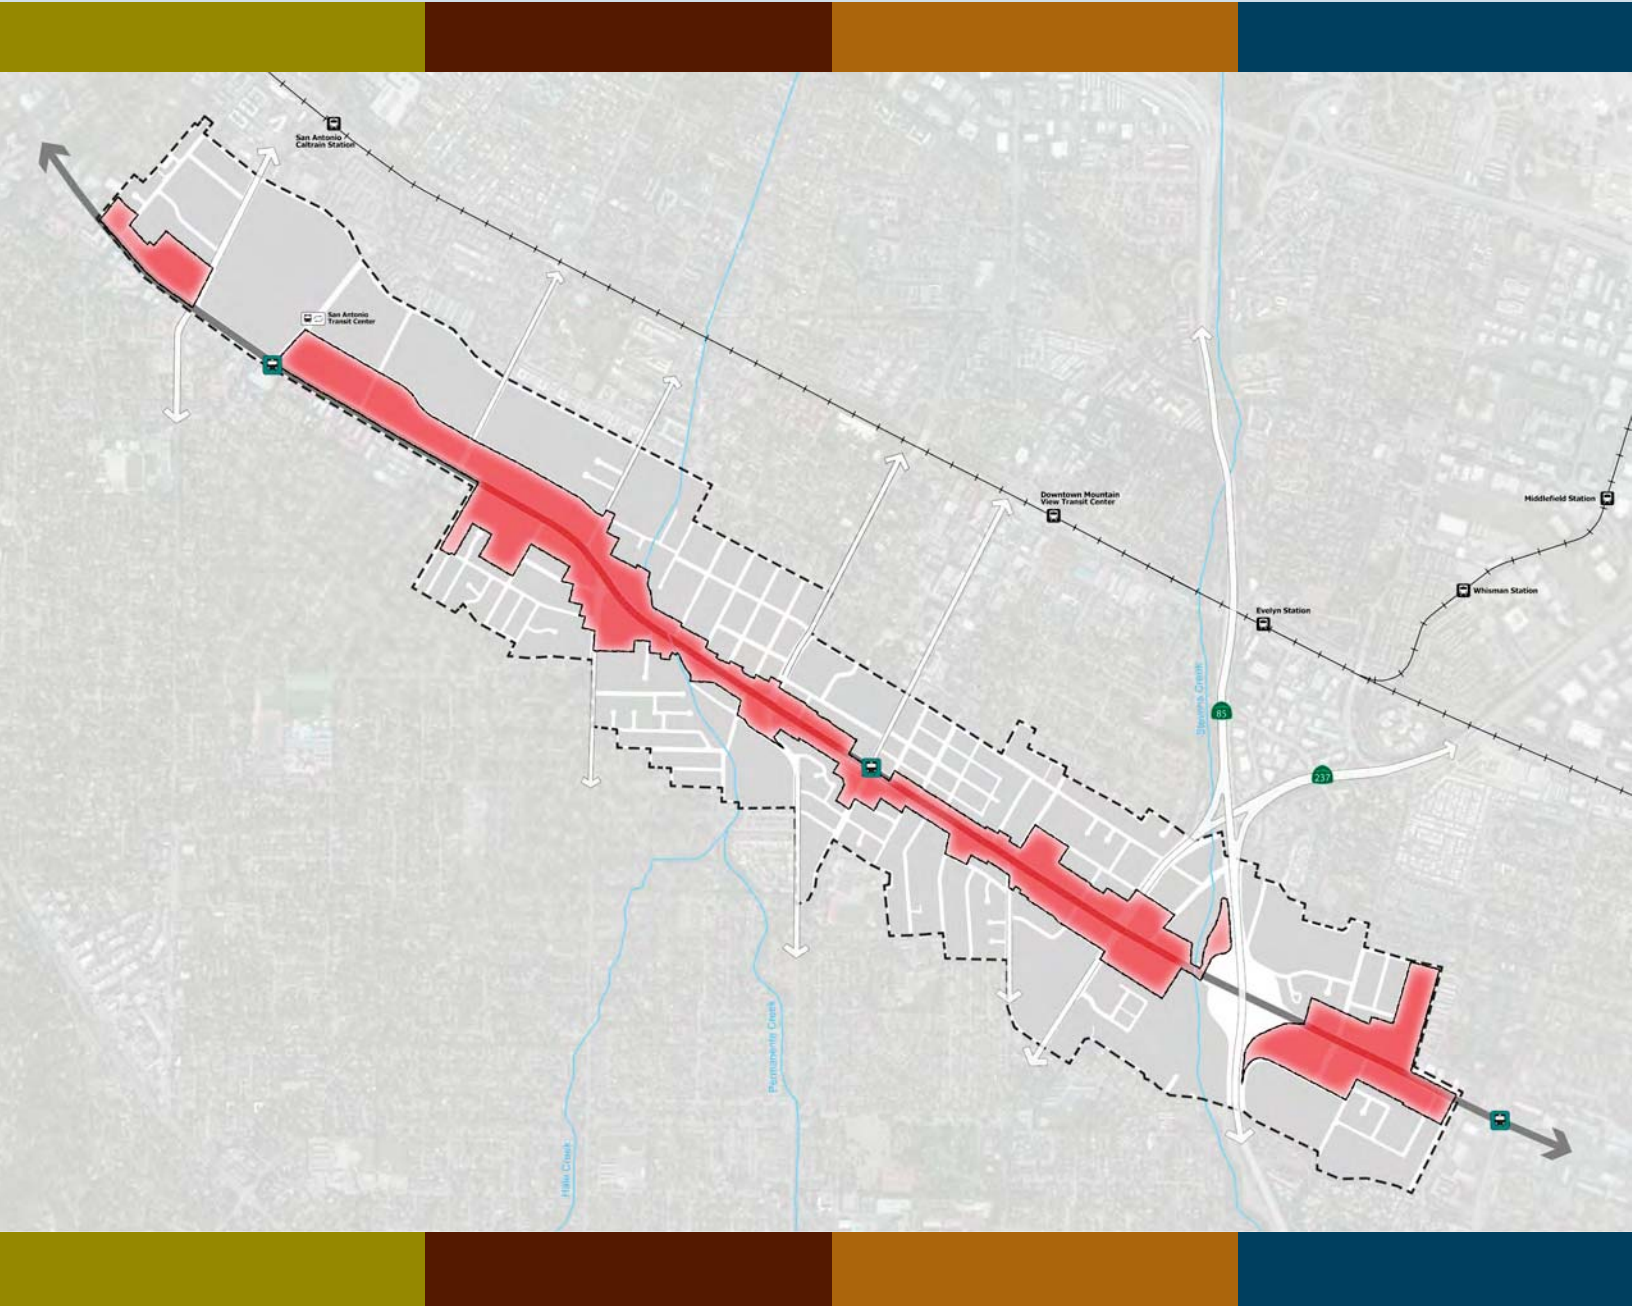 San Antonio
Caltrain Station
San Antonio
Transit Center
Downtown Mountain
View Transit Center
Middlefield Station
Whisman Station
Evelyn Station
Stevens Creek
85
237
Permanente Creek
Hale Creek